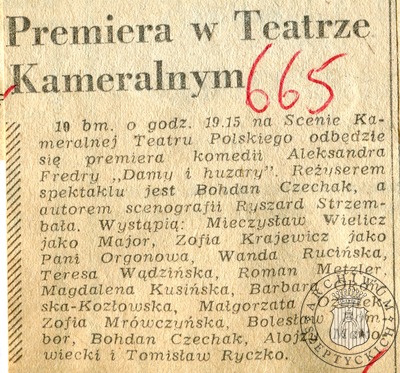 Premiera w Teatrze
Kameralnym
665
10 bm. o godz. 19.15 na Scenie Ka-
meralnej Teatru Polskiego odbędzie
się premiera komedii Aleksandra
Fredry „Damy i huzary”. Reżyserem
spektaklu jest Bohdan Czechak, a
autorem scenografii Ryszard Strzem-
bała. Wystąpią: Mieczysław Wielicz
jako Major, Zofia Krajewicz jako
Pani Orgonowa, Wanda Rucińska,
Teresa Wądzińska, Roman Metzler,
Magdalena Kusińska, Barbara
ska-Kozłowska, Małgorzata
Zofia Mrówczyńska, Bolesław
bor, Bohdan Czechak, Alojzy
wiecki i Tomisław Ryczko.
ARCHIWUM
SZEPTYCKICH